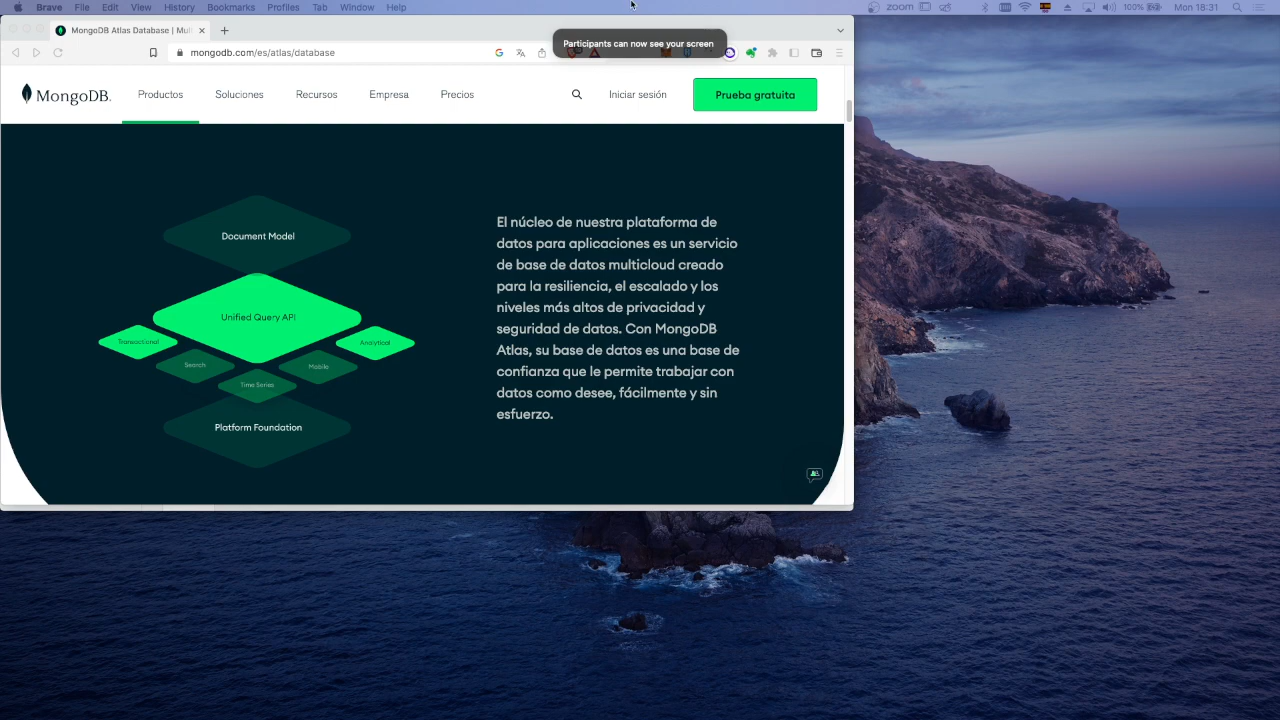 Brave File Edit View History Bookmarks Profiles Tab Window Help
zoom 100% Mon 18:31
MongoDB Atlas Database | Mul
mongodb.com/es/atlas/database
Participants can now see your screen
MongoDB.
Productos
Soluciones
Recursos
Empresa
Precios
Iniciar sesión
Prueba gratuita
Document Model
Unified Query API
Transactional
Analytical
Search
Mobile
Time Series
Platform Foundation
El núcleo de nuestra plataforma de
datos para aplicaciones es un servicio
de base de datos multicloud creado
para la resiliencia, el escalado y los
niveles más altos de privacidad y
seguridad de datos. Con MongoDB
Atlas, su base de datos es una base de
confianza que le permite trabajar con
datos como desee, fácilmente y sin
esfuerzo.